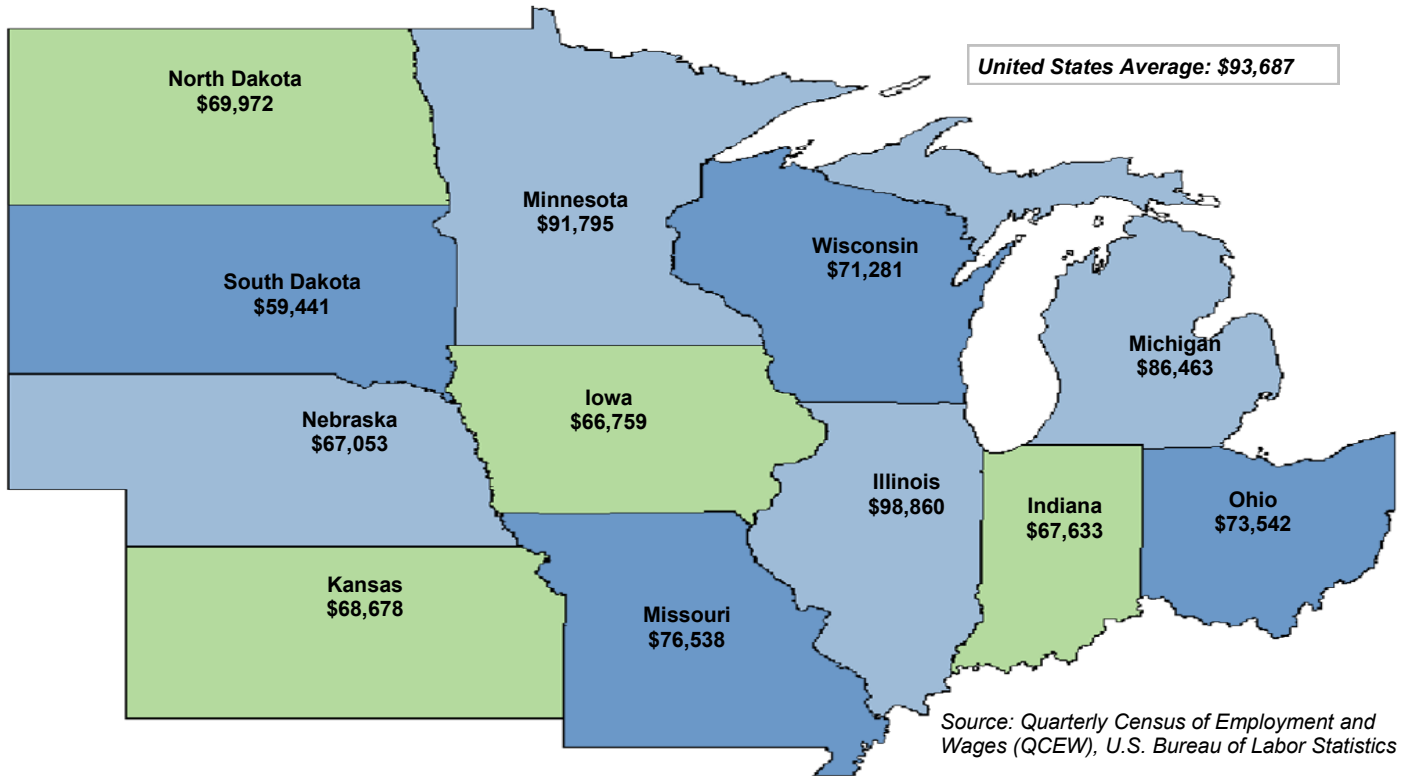 United States Average: $93,687
North Dakota
$69,972
Minnesota
$91,795
Wisconsin
$71,281
South Dakota
$59,441
Michigan
$86,463
Iowa
$66,759
Nebraska
$67,053
Illinois
$98,860
Indiana
$67,633
Ohio
$73,542
Kansas
$68,678
Missouri
$76,538
Source: Quarterly Census of Employment and
Wages (QCEW), U.S. Bureau of Labor Statistics